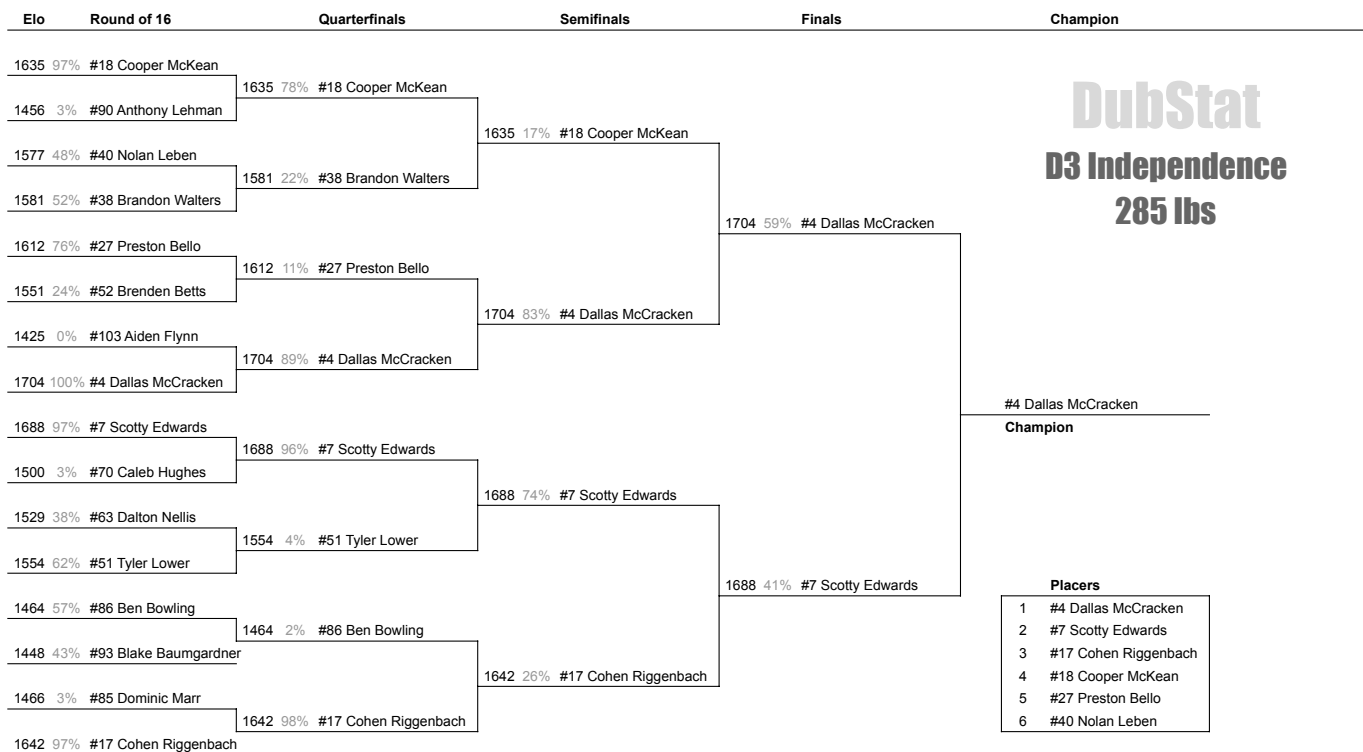 Elo Round of 16 Quarterfinals Semifinals Finals Champion
1635 97% #18 Cooper McKean
1635 78% #18 Cooper McKean
1456 3% #90 Anthony Lehman
1635 17% #18 Cooper McKean
1577 48% #40 Nolan Leben
1581 22% #38 Brandon Walters
1581 52% #38 Brandon Walters
1704 59% #4 Dallas McCracken
1612 76% #27 Preston Bello
1612 11% #27 Preston Bello
1551 24% #52 Brenden Betts
1704 83% #4 Dallas McCracken
1425 0% #103 Aiden Flynn
1704 89% #4 Dallas McCracken
1704 100% #4 Dallas McCracken
#4 Dallas McCracken
Champion
1688 97% #7 Scotty Edwards
1688 96% #7 Scotty Edwards
1500 3% #70 Caleb Hughes
1688 74% #7 Scotty Edwards
1529 38% #63 Dalton Nellis
1554 4% #51 Tyler Lower
1554 62% #51 Tyler Lower
1688 41% #7 Scotty Edwards
1464 57% #86 Ben Bowling
1464 2% #86 Ben Bowling
1448 43% #93 Blake Baumgardner
1642 26% #17 Cohen Riggenbach
1466 3% #85 Dominic Marr
1642 98% #17 Cohen Riggenbach
1642 97% #17 Cohen Riggenbach
DubStat
D3 Independence
285 lbs
Placers
1 #4 Dallas McCracken
2 #7 Scotty Edwards
3 #17 Cohen Riggenbach
4 #18 Cooper McKean
5 #27 Preston Bello
6 #40 Nolan Leben